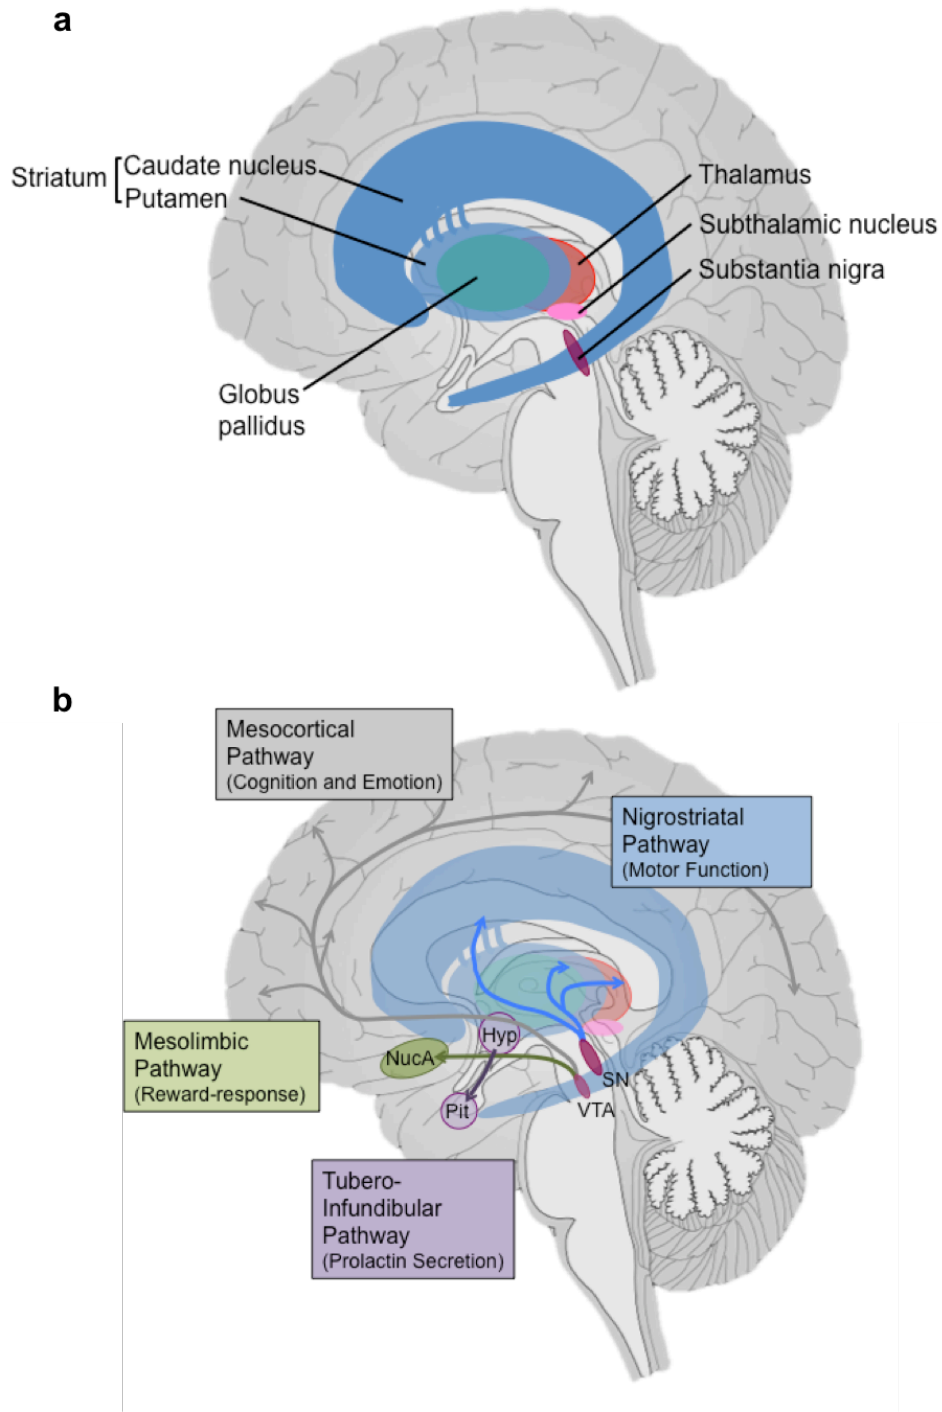 a
Striatum
Caudate nucleus
Putamen
Thalamus
Subthalamic nucleus
Substantia nigra
Globus
pallidus
b
Mesocortical
Pathway
(Cognition and Emotion)
Nigrostriatal
Pathway
(Motor Function)
Mesolimbic
Pathway
(Reward-response)
Hyp
NucA
SN
Pit
VTA
Tubero-
Infundibular
Pathway
(Prolactin Secretion)